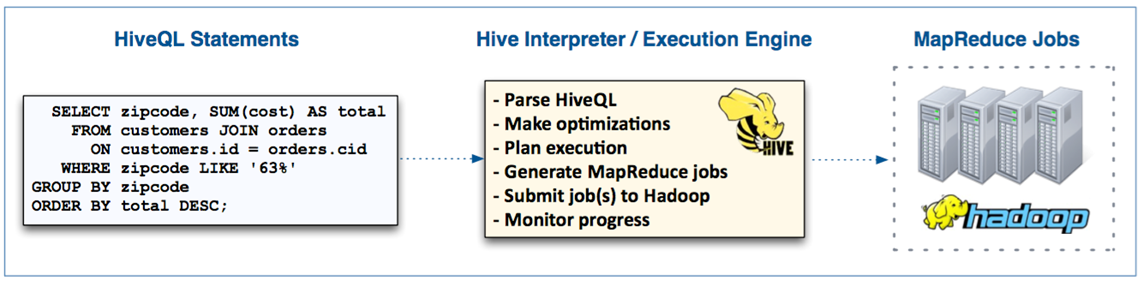 HiveQL Statements
SELECT zipcode, SUM(cost) AS total
FROM customers JOIN orders
ON customers.id = orders.cid
WHERE zipcode LIKE '63%'
GROUP BY zipcode
ORDER BY total DESC;
Hive Interpreter / Execution Engine
- Parse HiveQL
- Make optimizations
- Plan execution
- Generate MapReduce jobs
- Submit job(s) to Hadoop
- Monitor progress
HIVE
MapReduce Jobs
hadoop